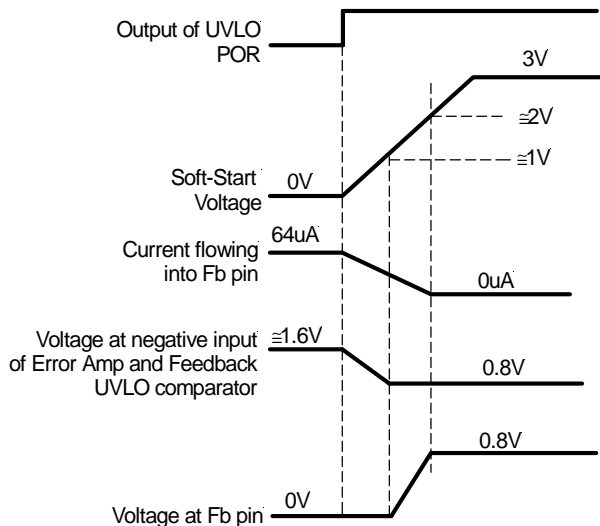 Output of UVLO
POR
3V
≅2V
≅1V
Soft-Start
Voltage
0V
Current flowing
into Fb pin
64uA
0uA
Voltage at negative input
of Error Amp and Feedback
UVLO comparator
≅1.6V
0.8V
0.8V
Voltage at Fb pin
0V